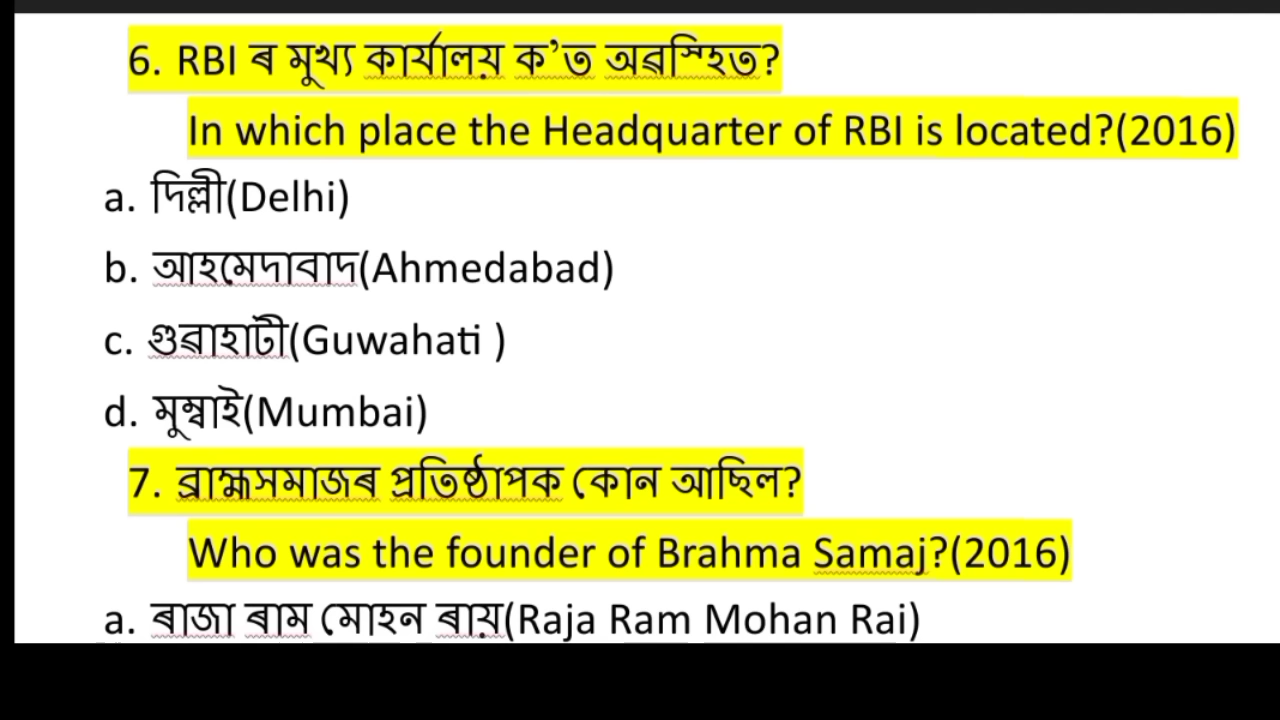 6. RBI ৰ মুখ্য কাৰ্যালয় ক’ত অৱস্হিত?
In which place the Headquarter of RBI is located?(2016)
a. দিল্লী(Delhi)
b. আহমেদাবাদ(Ahmedabad)
c. গুৱাহাটী(Guwahati )
d. মুম্বাই(Mumbai)
7. ব্ৰাহ্মসমাজৰ প্ৰতিষ্ঠাপক কোন আছিল?
Who was the founder of Brahma Samaj?(2016)
a. ৰাজা ৰাম মোহন ৰায়(Raja Ram Mohan Rai)